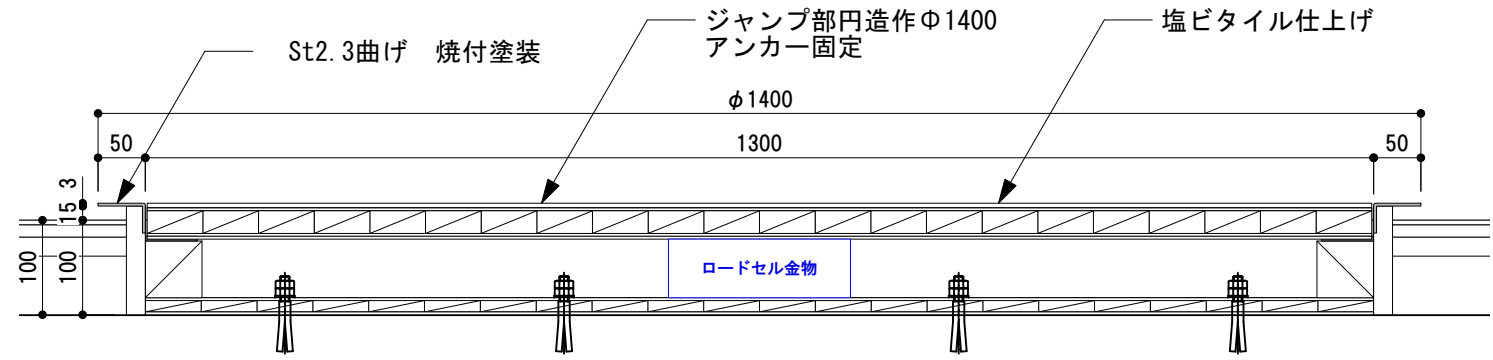 ジャンプ部円造作Φ1400
アンカー固定
塩ビタイル仕上げ
St2.3曲げ 焼付塗装
φ1400
50
1300
50
3
15
100
100
ロードセル金物